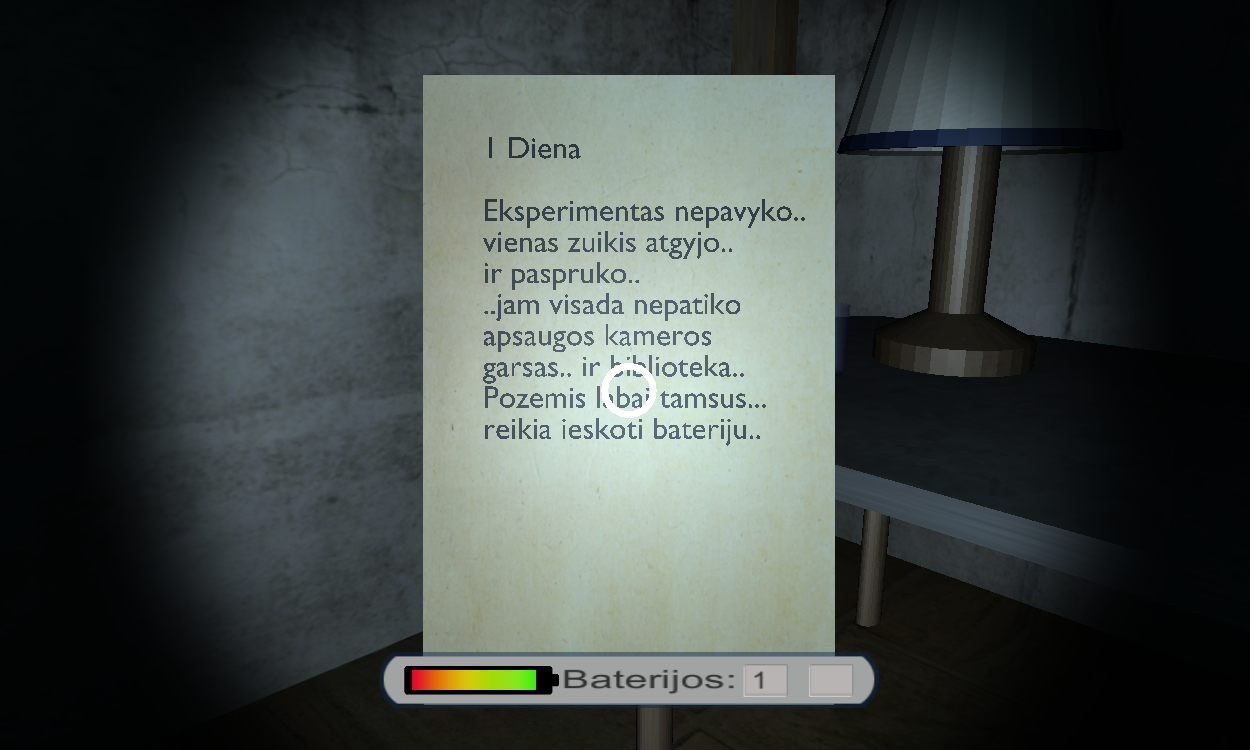 1 Diena
Eksperimentas nepavyko..
vienas zuikis atgyjo..
ir paspruko..
..jam visada nepatiko
apsaugos kameros
garsas.. ir biblioteka..
Pozemis labai tamsus...
reikia ieskoti bateriju..
Baterijos: 1